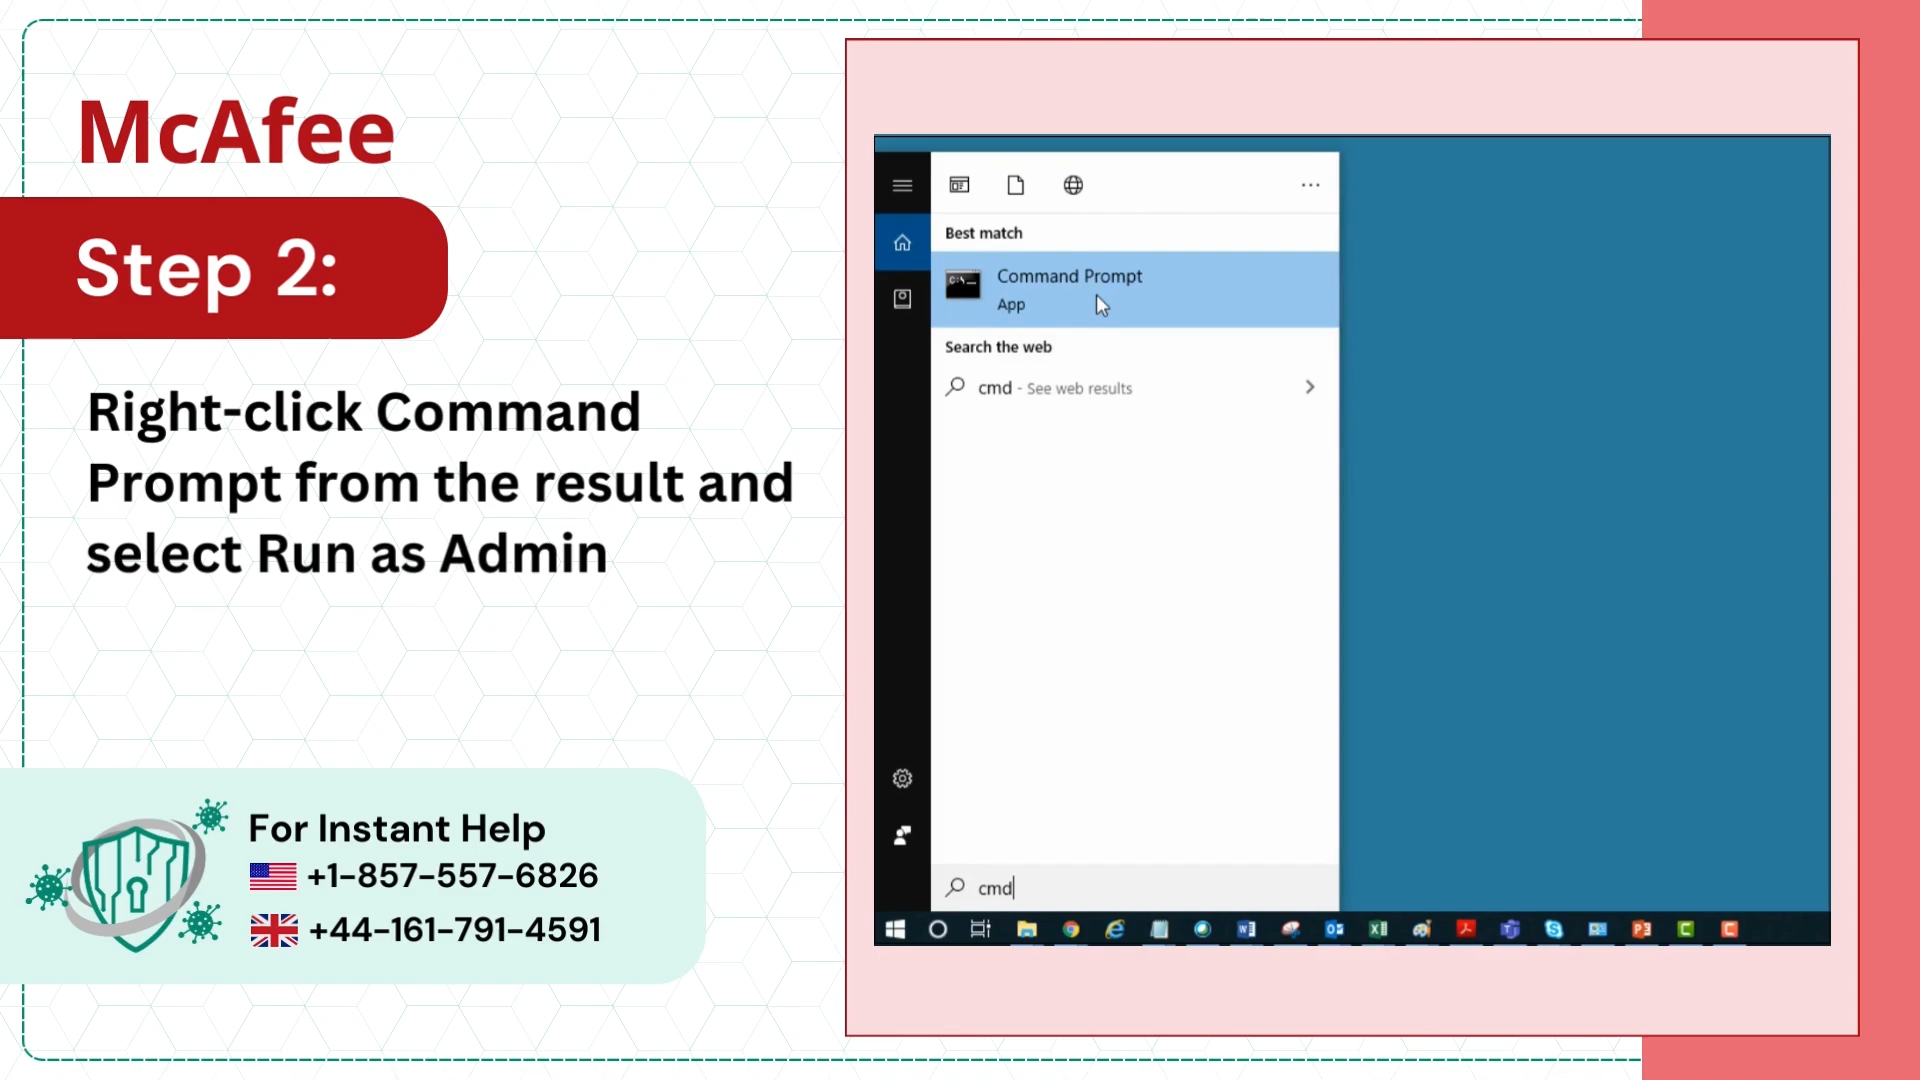 McAfee
Step 2:
Right-click Command
Prompt from the result and
select Run as Admin
For Instant Help
+1-857-557-6826
+44-161-791-4591
Best match
Command Prompt
App
Search the web
cmd - See web results
cmd